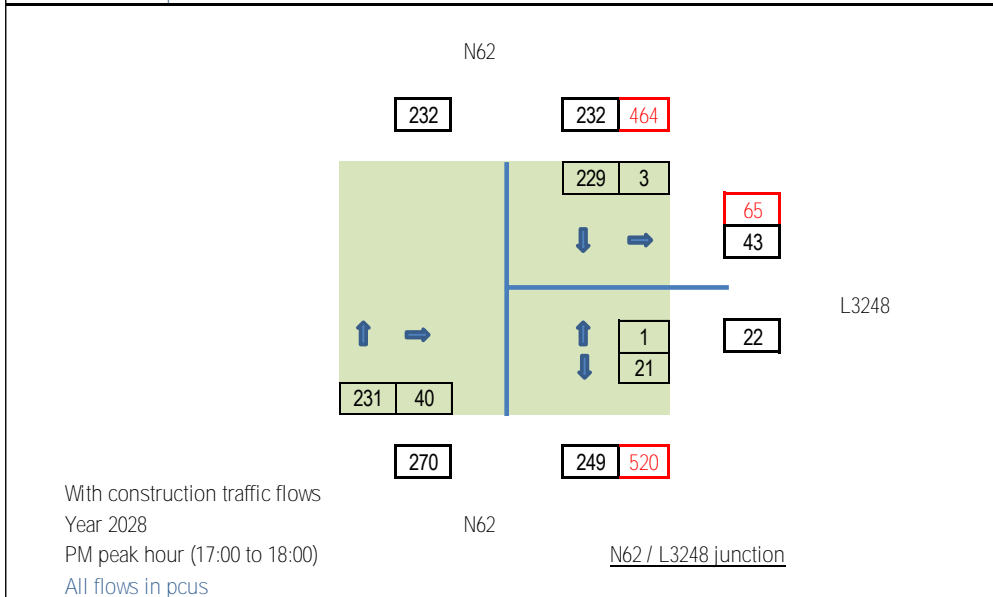 N62
232 232 464
229 3
65
43
L3248
1 22
21
231 40
270 249 520
With construction traffic flows
Year 2028 N62
PM peak hour (17:00 to 18:00) N62 / L3248 junction
All flows in pcus